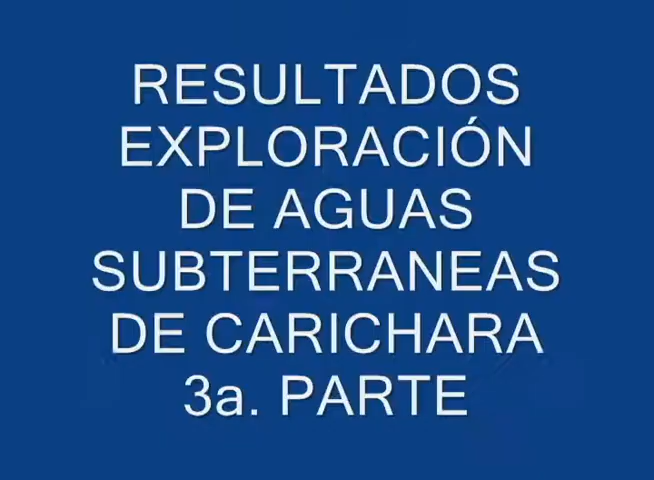 RESULTADOS
EXPLORACIÓN
DE AGUAS
SUBTERRANEAS
DE CARICHARA
3a. PARTE